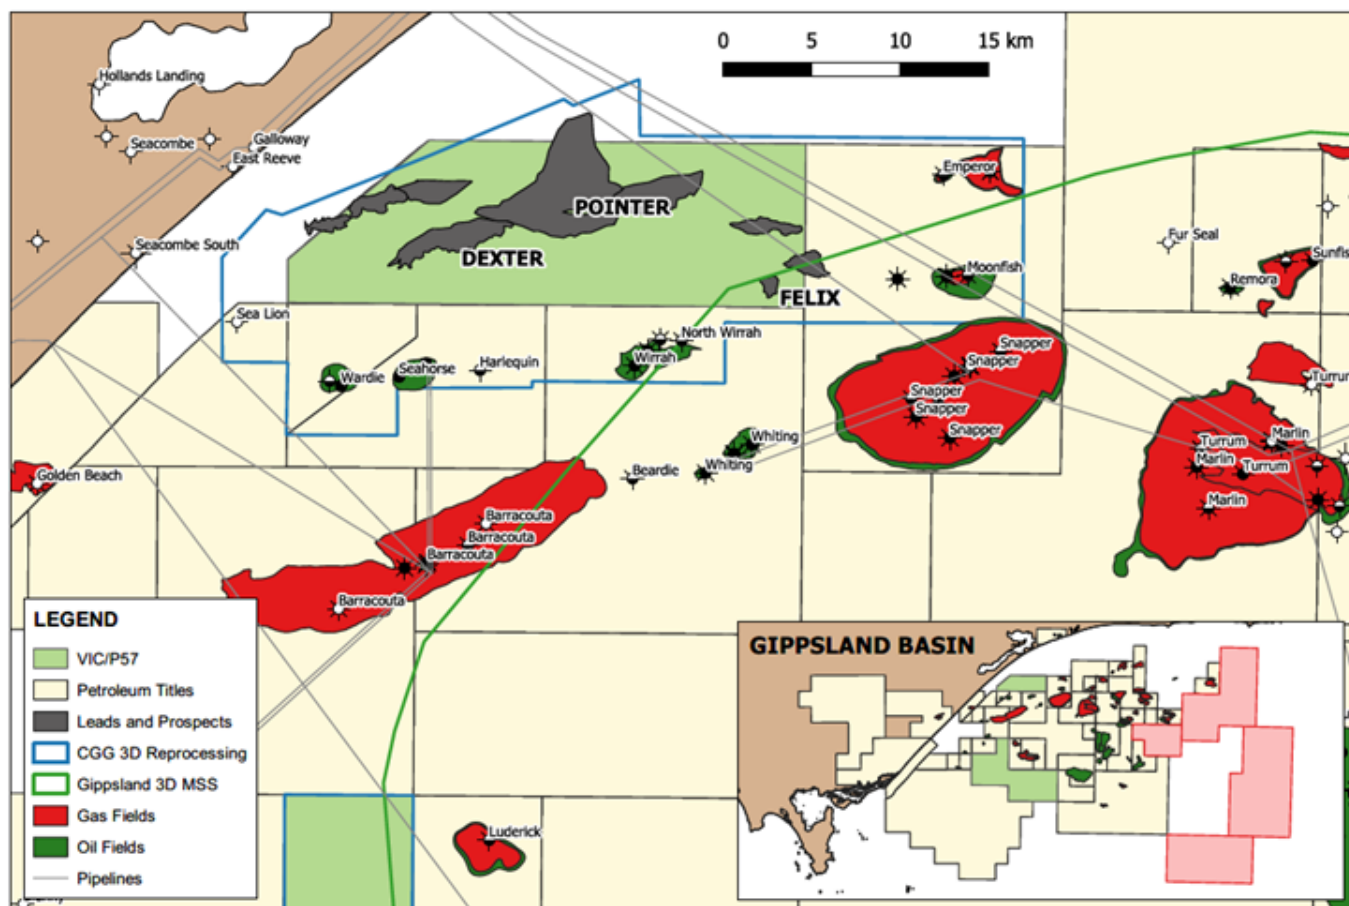 0 5 10 15 km
Hollands Landing
Seacombe
Galloway
East Reeve
Emperor
POINTER
Fur Seal
Seacombe South
DEXTER
Sunfis
Moonfish
Remora
FELIX
Sea Lion
North Wirrah
Snapper
Wirrah
Snapper
Harlequin
Seahorse
Wardie
Turrum
Snapper
Snapper
Snapper
Whiting
Marlin
Turrum
Whiting
Beardie
Marlin
Turrum
Golden Beach
Marlin
Barracouta
Barracouta
Barracouta
Barracouta
LEGEND
VIC/P57
Petroleum Titles
Leads and Prospects
CGG 3D Reprocessing
Gippsland 3D MSS
Gas Fields
Oil Fields
Pipelines
Luderick
GIPPSLAND BASIN